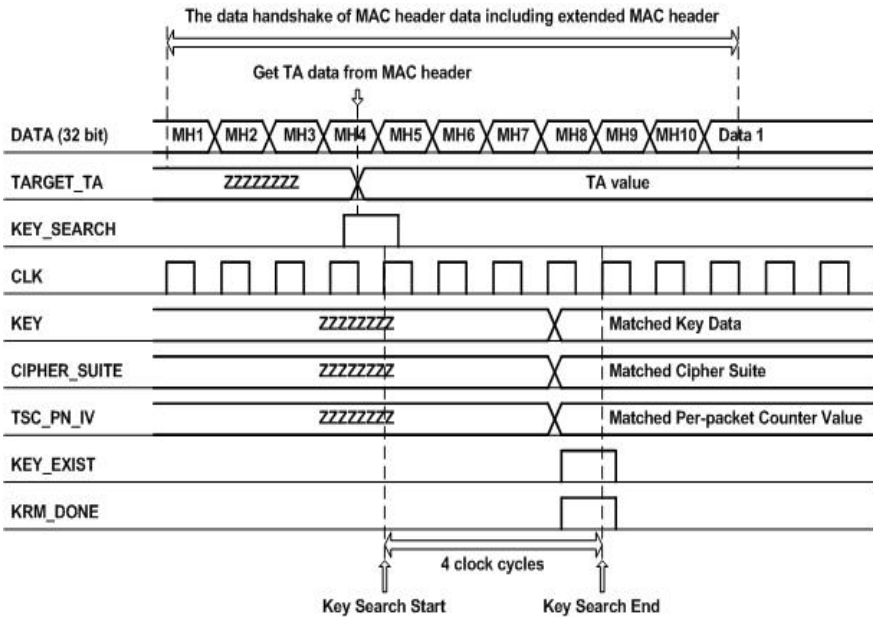 The data handshake of MAC header data including extended MAC header
Get TA data from MAC header
DATA (32 bit) MH1 MH2 MH3 MH4 MH5 MH6 MH7 MH8 MH9 MH10 Data 1
TARGET_TA ZZZZZZZZ TA value
KEY_SEARCH
CLK
KEY ZZZZZZZZ Matched Key Data
CIPHER_SUITE ZZZZZZZZ Matched Cipher Suite
TSC_PN_IV ZZZZZZZZ Matched Per-packet Counter Value
KEY_EXIST
KRM_DONE
4 clock cycles
Key Search Start Key Search End